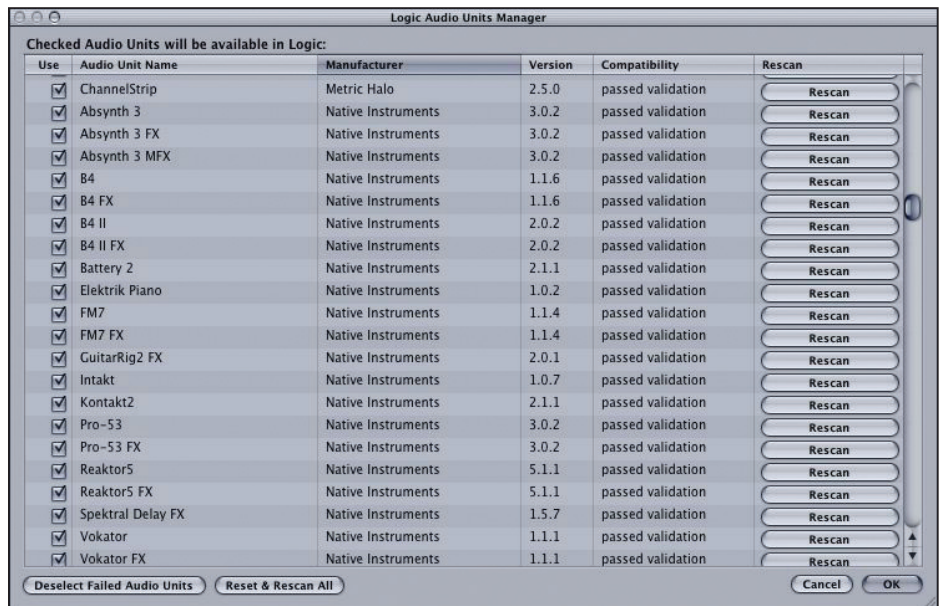 Logic Audio Units Manager
Checked Audio Units will be available in Logic:
Use Audio Unit Name Manufacturer Version Compatibility Rescan
ChannelStrip Metric Halo 2.5.0 passed validation Rescan
Absynth 3 Native Instruments 3.0.2 passed validation Rescan
Absynth 3 FX Native Instruments 3.0.2 passed validation Rescan
Absynth 3 MFX Native Instruments 3.0.2 passed validation Rescan
B4 Native Instruments 1.1.6 passed validation Rescan
B4 FX Native Instruments 1.1.6 passed validation Rescan
B4 II Native Instruments 2.0.2 passed validation Rescan
B4 II FX Native Instruments 2.0.2 passed validation Rescan
Battery 2 Native Instruments 2.1.1 passed validation Rescan
Elektrik Piano Native Instruments 1.0.2 passed validation Rescan
FM7 Native Instruments 1.1.4 passed validation Rescan
FM7 FX Native Instruments 1.1.4 passed validation Rescan
GuitarRig2 FX Native Instruments 2.0.1 passed validation Rescan
Intakt Native Instruments 1.0.7 passed validation Rescan
Kontakt2 Native Instruments 2.1.1 passed validation Rescan
Pro-53 Native Instruments 3.0.2 passed validation Rescan
Pro-53 FX Native Instruments 3.0.2 passed validation Rescan
Reaktor5 Native Instruments 5.1.1 passed validation Rescan
Reaktor5 FX Native Instruments 5.1.1 passed validation Rescan
Spektral Delay FX Native Instruments 1.5.7 passed validation Rescan
Vokator Native Instruments 1.1.1 passed validation Rescan
Vokator FX Native Instruments 1.1.1 passed validation Rescan
Deselect Failed Audio Units Reset & Rescan All Cancel OK